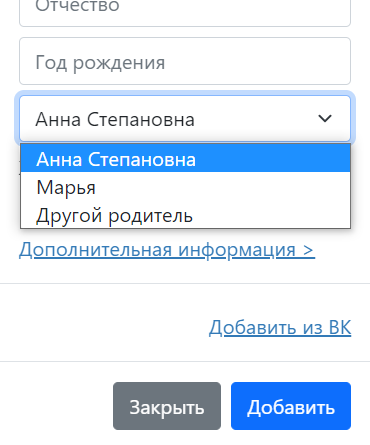 Отчество
Год рождения
Анна Степановна
Анна Степановна
Марья
Другой родитель
Дополнительная информация >
Добавить из ВК
Закрыть
Добавить